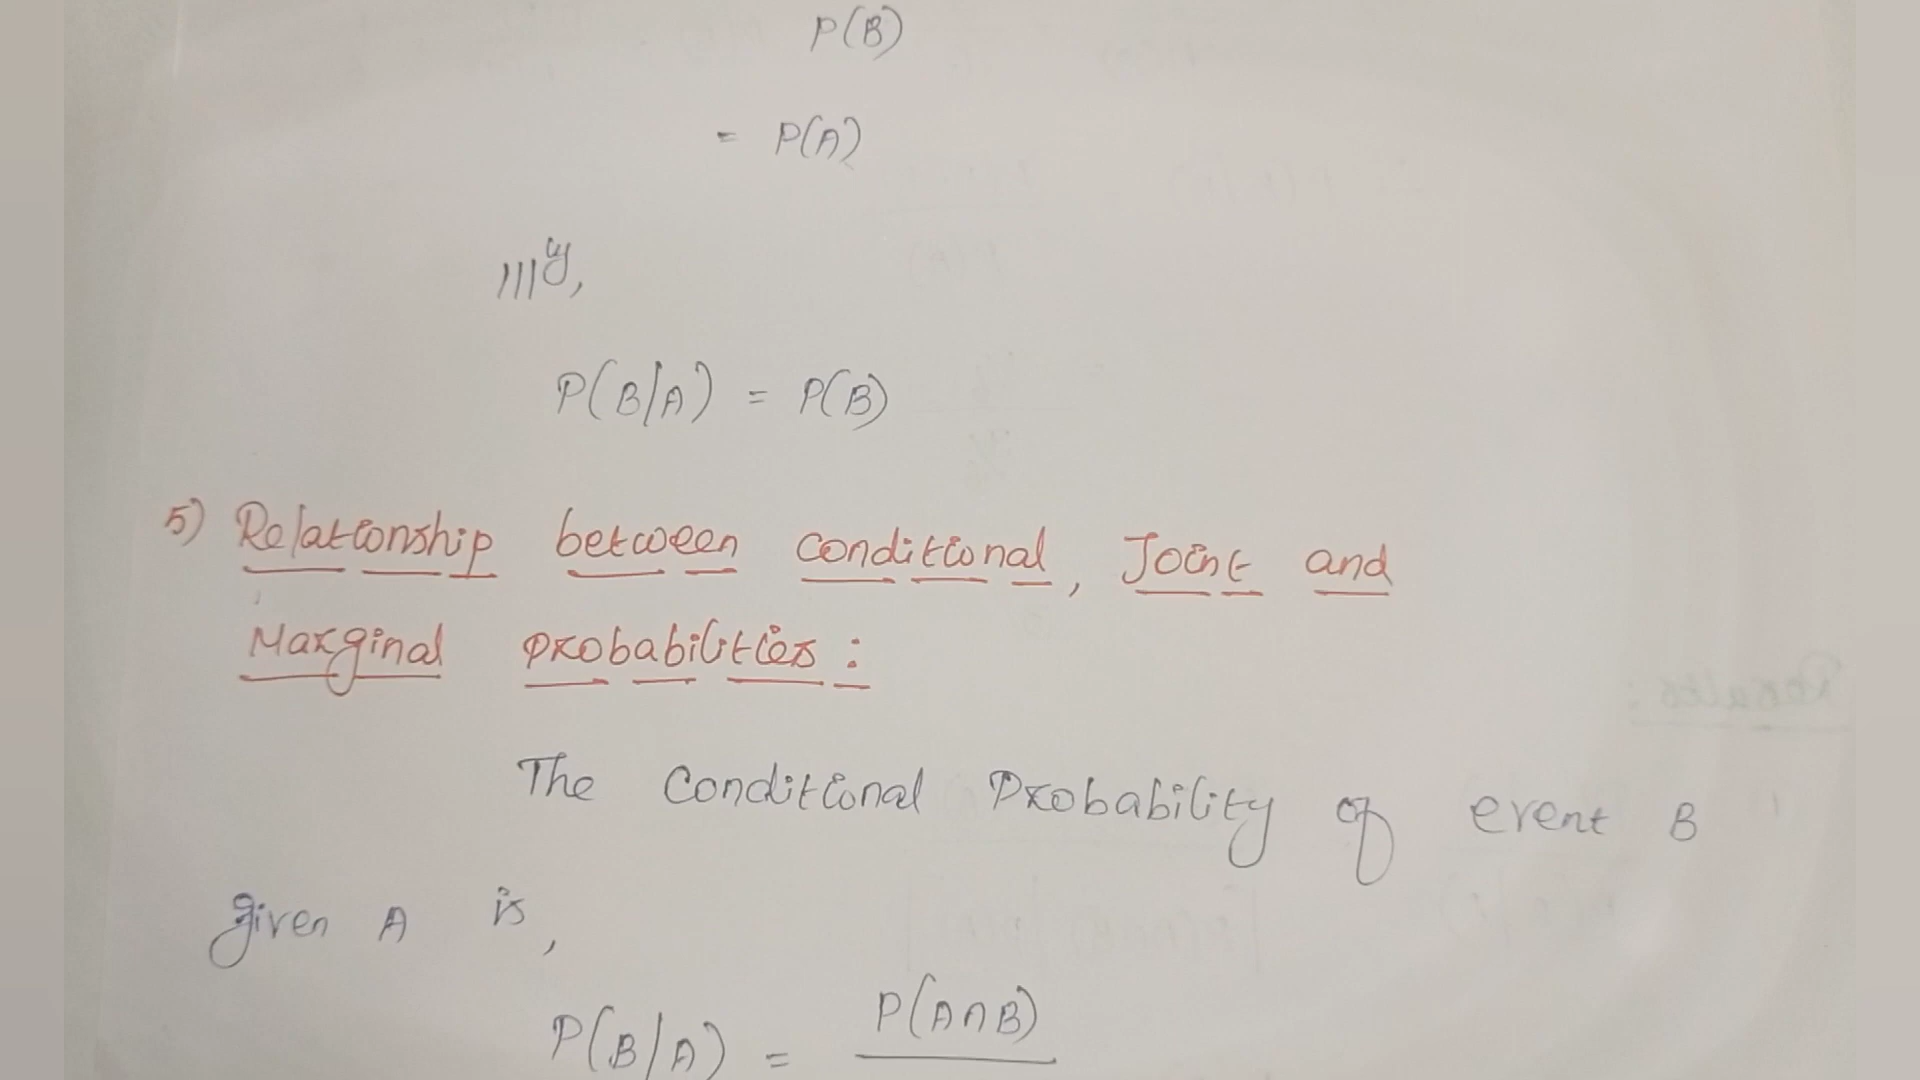 P(B)
= P(A)
///ly,
P(B/A) = P(B)
5) Relationship between conditional, Joint and
Marginal probabilities:
The Conditional Probability of event B
given A is,
P(A∩B)
P(B/A) =